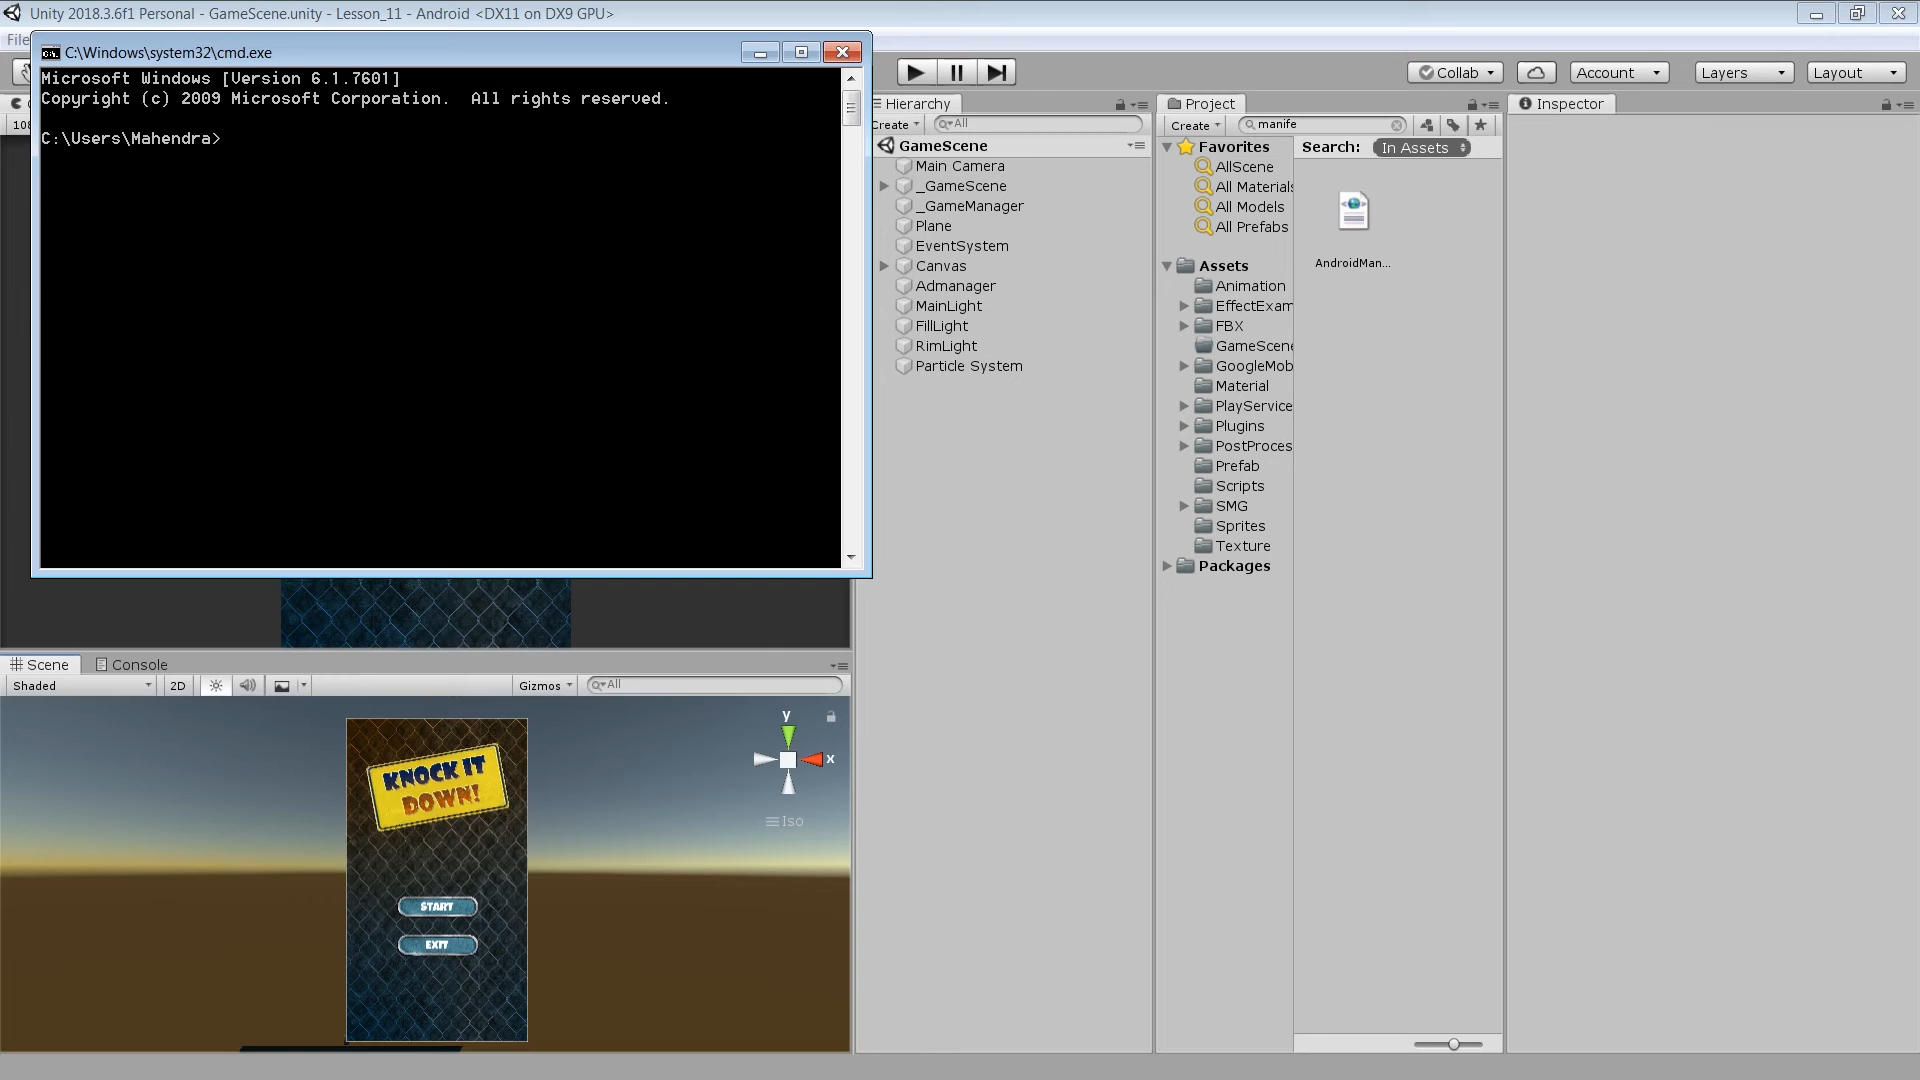 Unity 2018.3.6f1 Personal - GameScene.unity - Lesson_11 - Android <DX11 on DX9 GPU>
File
C:\Windows\system32\cmd.exe
Microsoft Windows [Version 6.1.7601]
Copyright (c) 2009 Microsoft Corporation.  All rights reserved.
C:\Users\Mahendra>
Collab
Account
Layers
Layout
Hierarchy
Create
All
GameScene
Main Camera
_GameScene
_GameManager
Plane
EventSystem
Canvas
Admanager
MainLight
FillLight
RimLight
Particle System
Project
Create
manife
Favorites
AllScene
All Materials
All Models
All Prefabs
Assets
Animation
EffectExam
FBX
GameScene
GoogleMob
Material
PlayService
Plugins
PostProces
Prefab
Scripts
SMG
Sprites
Texture
Packages
Search: In Assets
AndroidMan...
Inspector
Scene
Console
Shaded
2D
Gizmos
All
y
x
Iso
KNOCK IT
DOWN!
START
EXIT